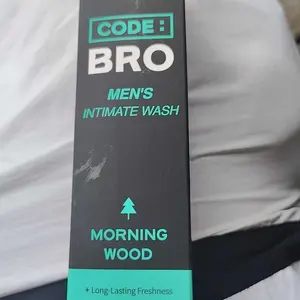 CODE:
BRO
MEN'S
INTIMATE WASH
MORNING
WOOD
+ Long-Lasting Freshness